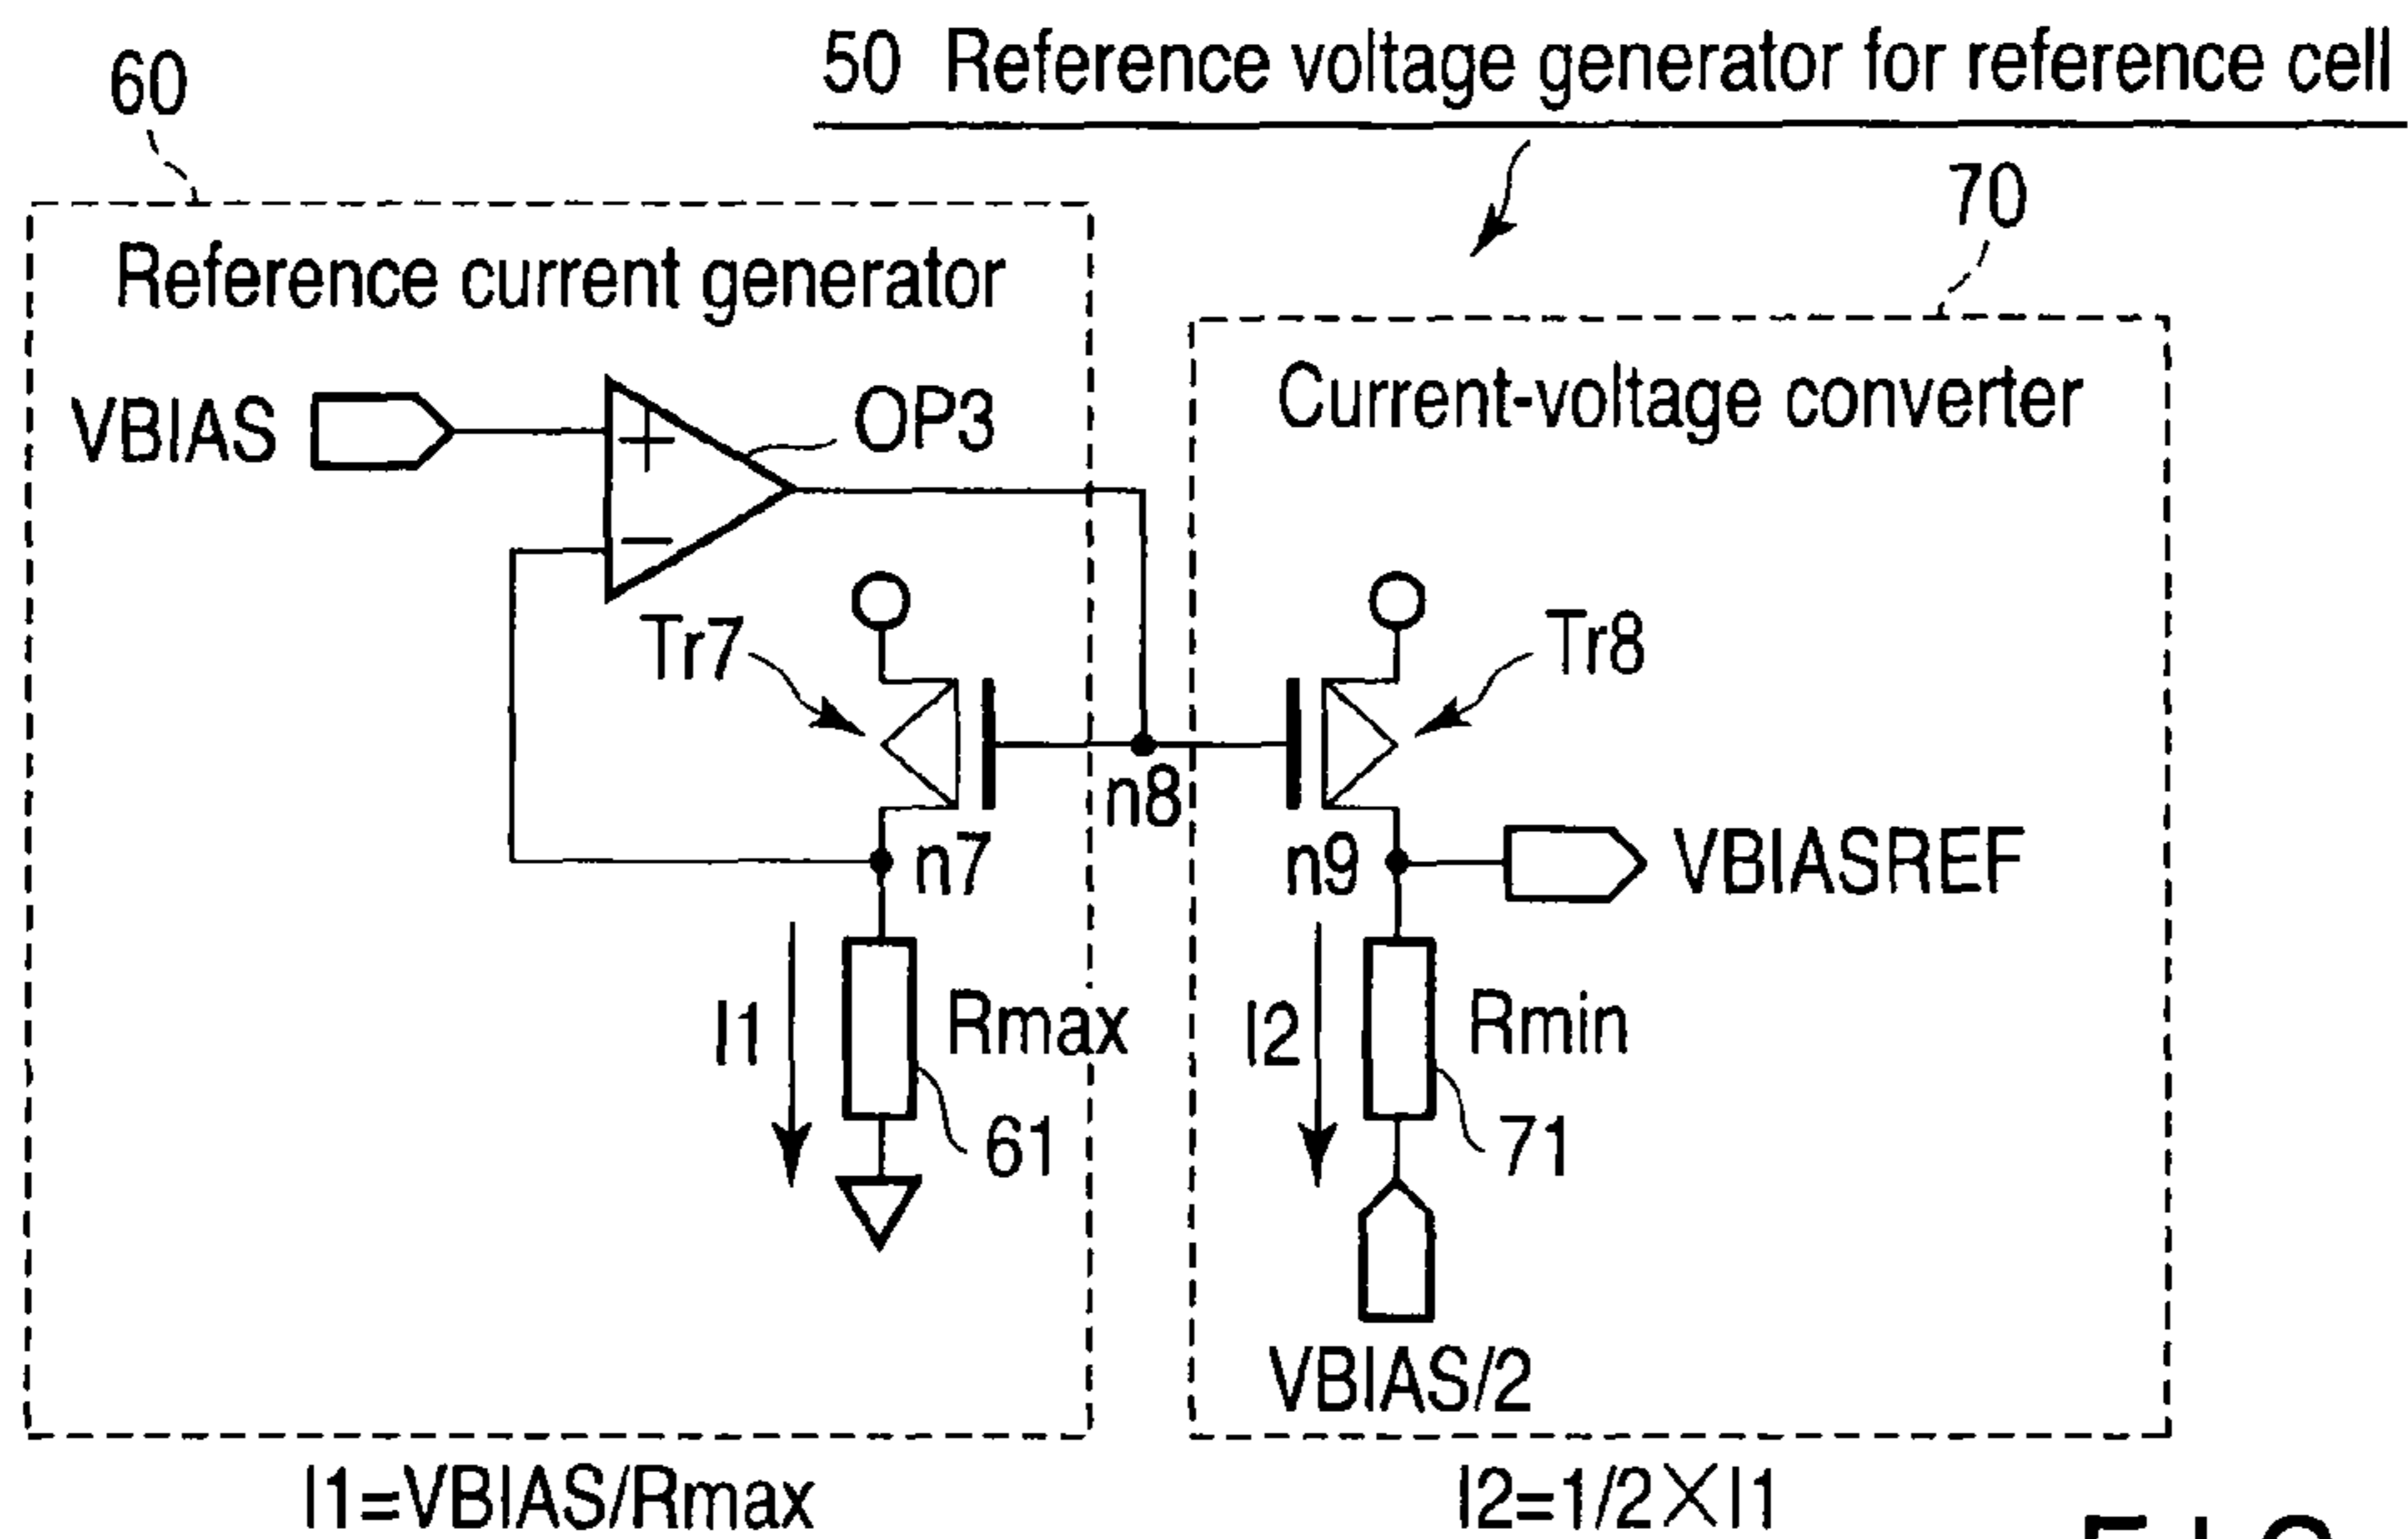 50 Reference voltage generator for reference cell
60
70
Reference current generator
Current-voltage converter
VBIAS
+
OP3
−
Tr7
Tr8
n8
n7
n9
VBIASREF
I1
Rmax
I2
Rmin
61
71
VBIAS/2
I1=VBIAS/Rmax
I2=1/2×I1